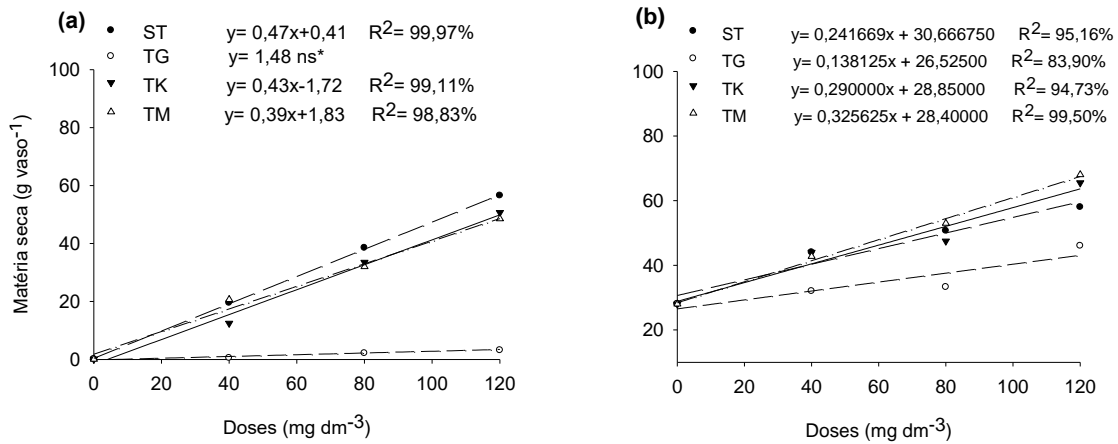 (a)
ST y= 0,47x+0,41 R2= 99,97%
TG y= 1,48 ns*
TK y= 0,43x-1,72 R2= 99,11%
TM y= 0,39x+1,83 R2= 98,83%
Matéria seca (g vaso-1)
100
80
60
40
20
0
0 20 40 60 80 100 120
Doses (mg dm-3)
(b)
ST y= 0,241669x + 30,666750 R2= 95,16%
TG y= 0,138125x + 26,52500 R2= 83,90%
TK y= 0,290000x + 28,85000 R2= 94,73%
TM y= 0,325625x + 28,40000 R2= 99,50%
100
80
60
40
20
0 20 40 60 80 100 120
Doses (mg dm-3)